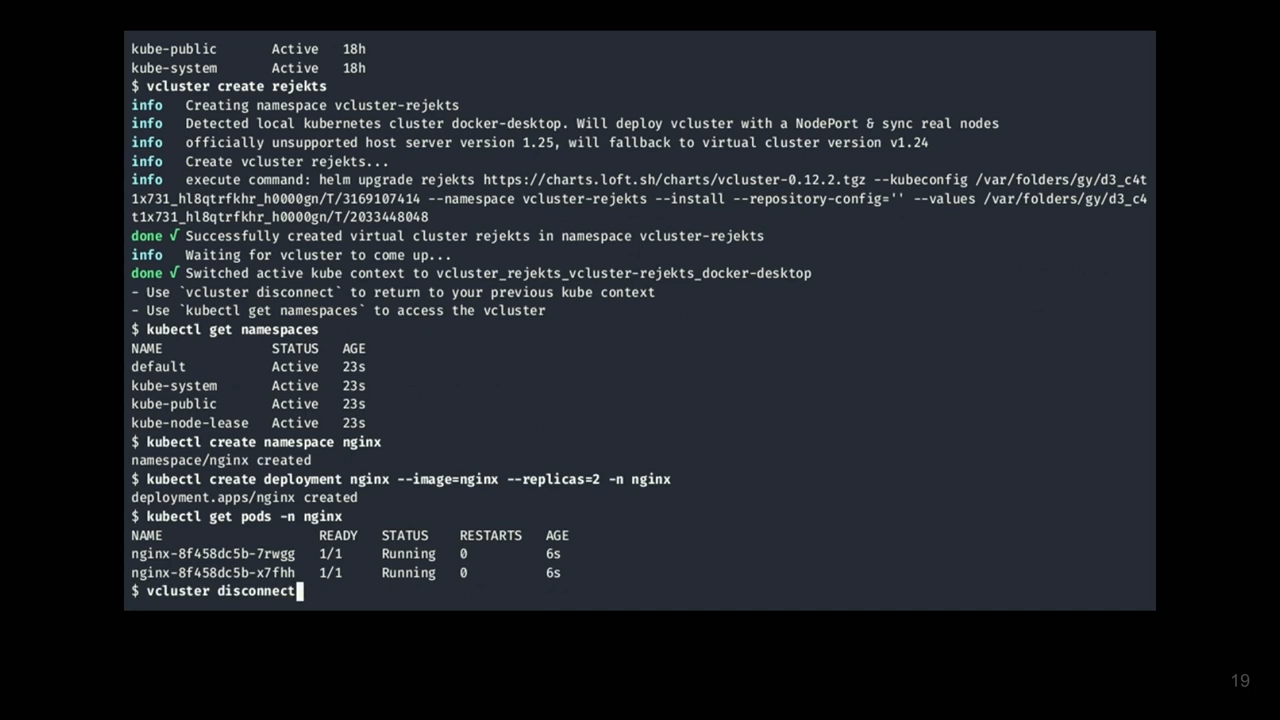 kube-public       Active   18h
kube-system       Active   18h
$ vcluster create rejekts
info   Creating namespace vcluster-rejekts
info   Detected local kubernetes cluster docker-desktop. Will deploy vcluster with a NodePort & sync real nodes
info   officially unsupported host server version 1.25, will fallback to virtual cluster version v1.24
info   Create vcluster rejekts...
info   execute command: helm upgrade rejekts https://charts.loft.sh/charts/vcluster-0.12.2.tgz --kubeconfig /var/folders/gy/d3_c4t
1x731_hl8qtrfkhr_h0000gn/T/3169107414 --namespace vcluster-rejekts --install --repository-config='' --values /var/folders/gy/d3_c4
t1x731_hl8qtrfkhr_h0000gn/T/2033448048
done √ Successfully created virtual cluster rejekts in namespace vcluster-rejekts
info   Waiting for vcluster to come up...
done √ Switched active kube context to vcluster_rejekts_vcluster-rejekts_docker-desktop
- Use `vcluster disconnect` to return to your previous kube context
- Use `kubectl get namespaces` to access the vcluster
$ kubectl get namespaces
NAME              STATUS   AGE
default           Active   23s
kube-system       Active   23s
kube-public       Active   23s
kube-node-lease   Active   23s
$ kubectl create namespace nginx
namespace/nginx created
$ kubectl create deployment nginx --image=nginx --replicas=2 -n nginx
deployment.apps/nginx created
$ kubectl get pods -n nginx
NAME                    READY   STATUS    RESTARTS   AGE
nginx-8f458dc5b-7rwgg   1/1     Running   0          6s
nginx-8f458dc5b-x7fhh   1/1     Running   0          6s
$ vcluster disconnect
19